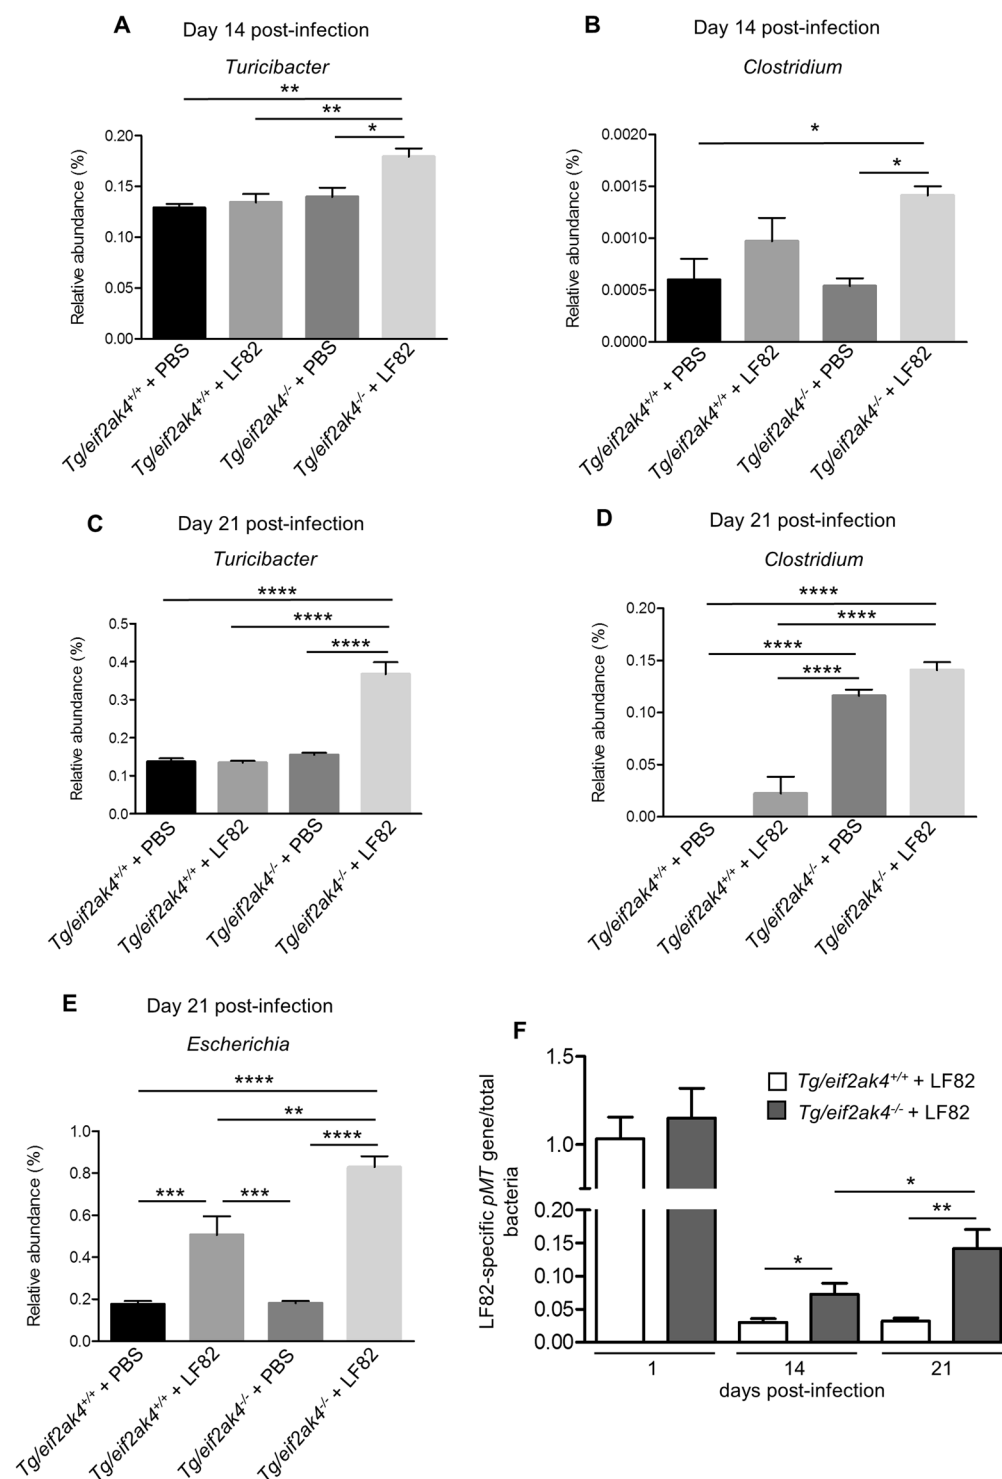 A
Day 14 post-infection
Turicibacter
**
**
*
Relative abundance (%)
0.20
0.15
0.10
0.05
0.00
Tg/eif2ak4+/+ + PBS
Tg/eif2ak4+/+ + LF82
Tg/eif2ak4-/- + PBS
Tg/eif2ak4-/- + LF82
B
Day 14 post-infection
Clostridium
*
*
Relative abundance (%)
0.0020
0.0015
0.0010
0.0005
0.0000
Tg/eif2ak4+/+ + PBS
Tg/eif2ak4+/+ + LF82
Tg/eif2ak4-/- + PBS
Tg/eif2ak4-/- + LF82
C
Day 21 post-infection
Turicibacter
****
****
****
Relative abundance (%)
0.5
0.4
0.3
0.2
0.1
0.0
Tg/eif2ak4+/+ + PBS
Tg/eif2ak4+/+ + LF82
Tg/eif2ak4-/- + PBS
Tg/eif2ak4-/- + LF82
D
Day 21 post-infection
Clostridium
****
****
****
****
Relative abundance (%)
0.20
0.15
0.10
0.05
0.00
Tg/eif2ak4+/+ + PBS
Tg/eif2ak4+/+ + LF82
Tg/eif2ak4-/- + PBS
Tg/eif2ak4-/- + LF82
E
Day 21 post-infection
Escherichia
****
**
****
*** ***
Relative abundance (%)
1.0
0.8
0.6
0.4
0.2
0.0
Tg/eif2ak4+/+ + PBS
Tg/eif2ak4+/+ + LF82
Tg/eif2ak4-/- + PBS
Tg/eif2ak4-/- + LF82
F
Tg/eif2ak4+/+ + LF82
Tg/eif2ak4-/- + LF82
LF82-specific pMT gene/total
bacteria
1.5
1.0
0.20
0.15
0.10
0.05
0.00
*
**
*
1 14 21
days post-infection